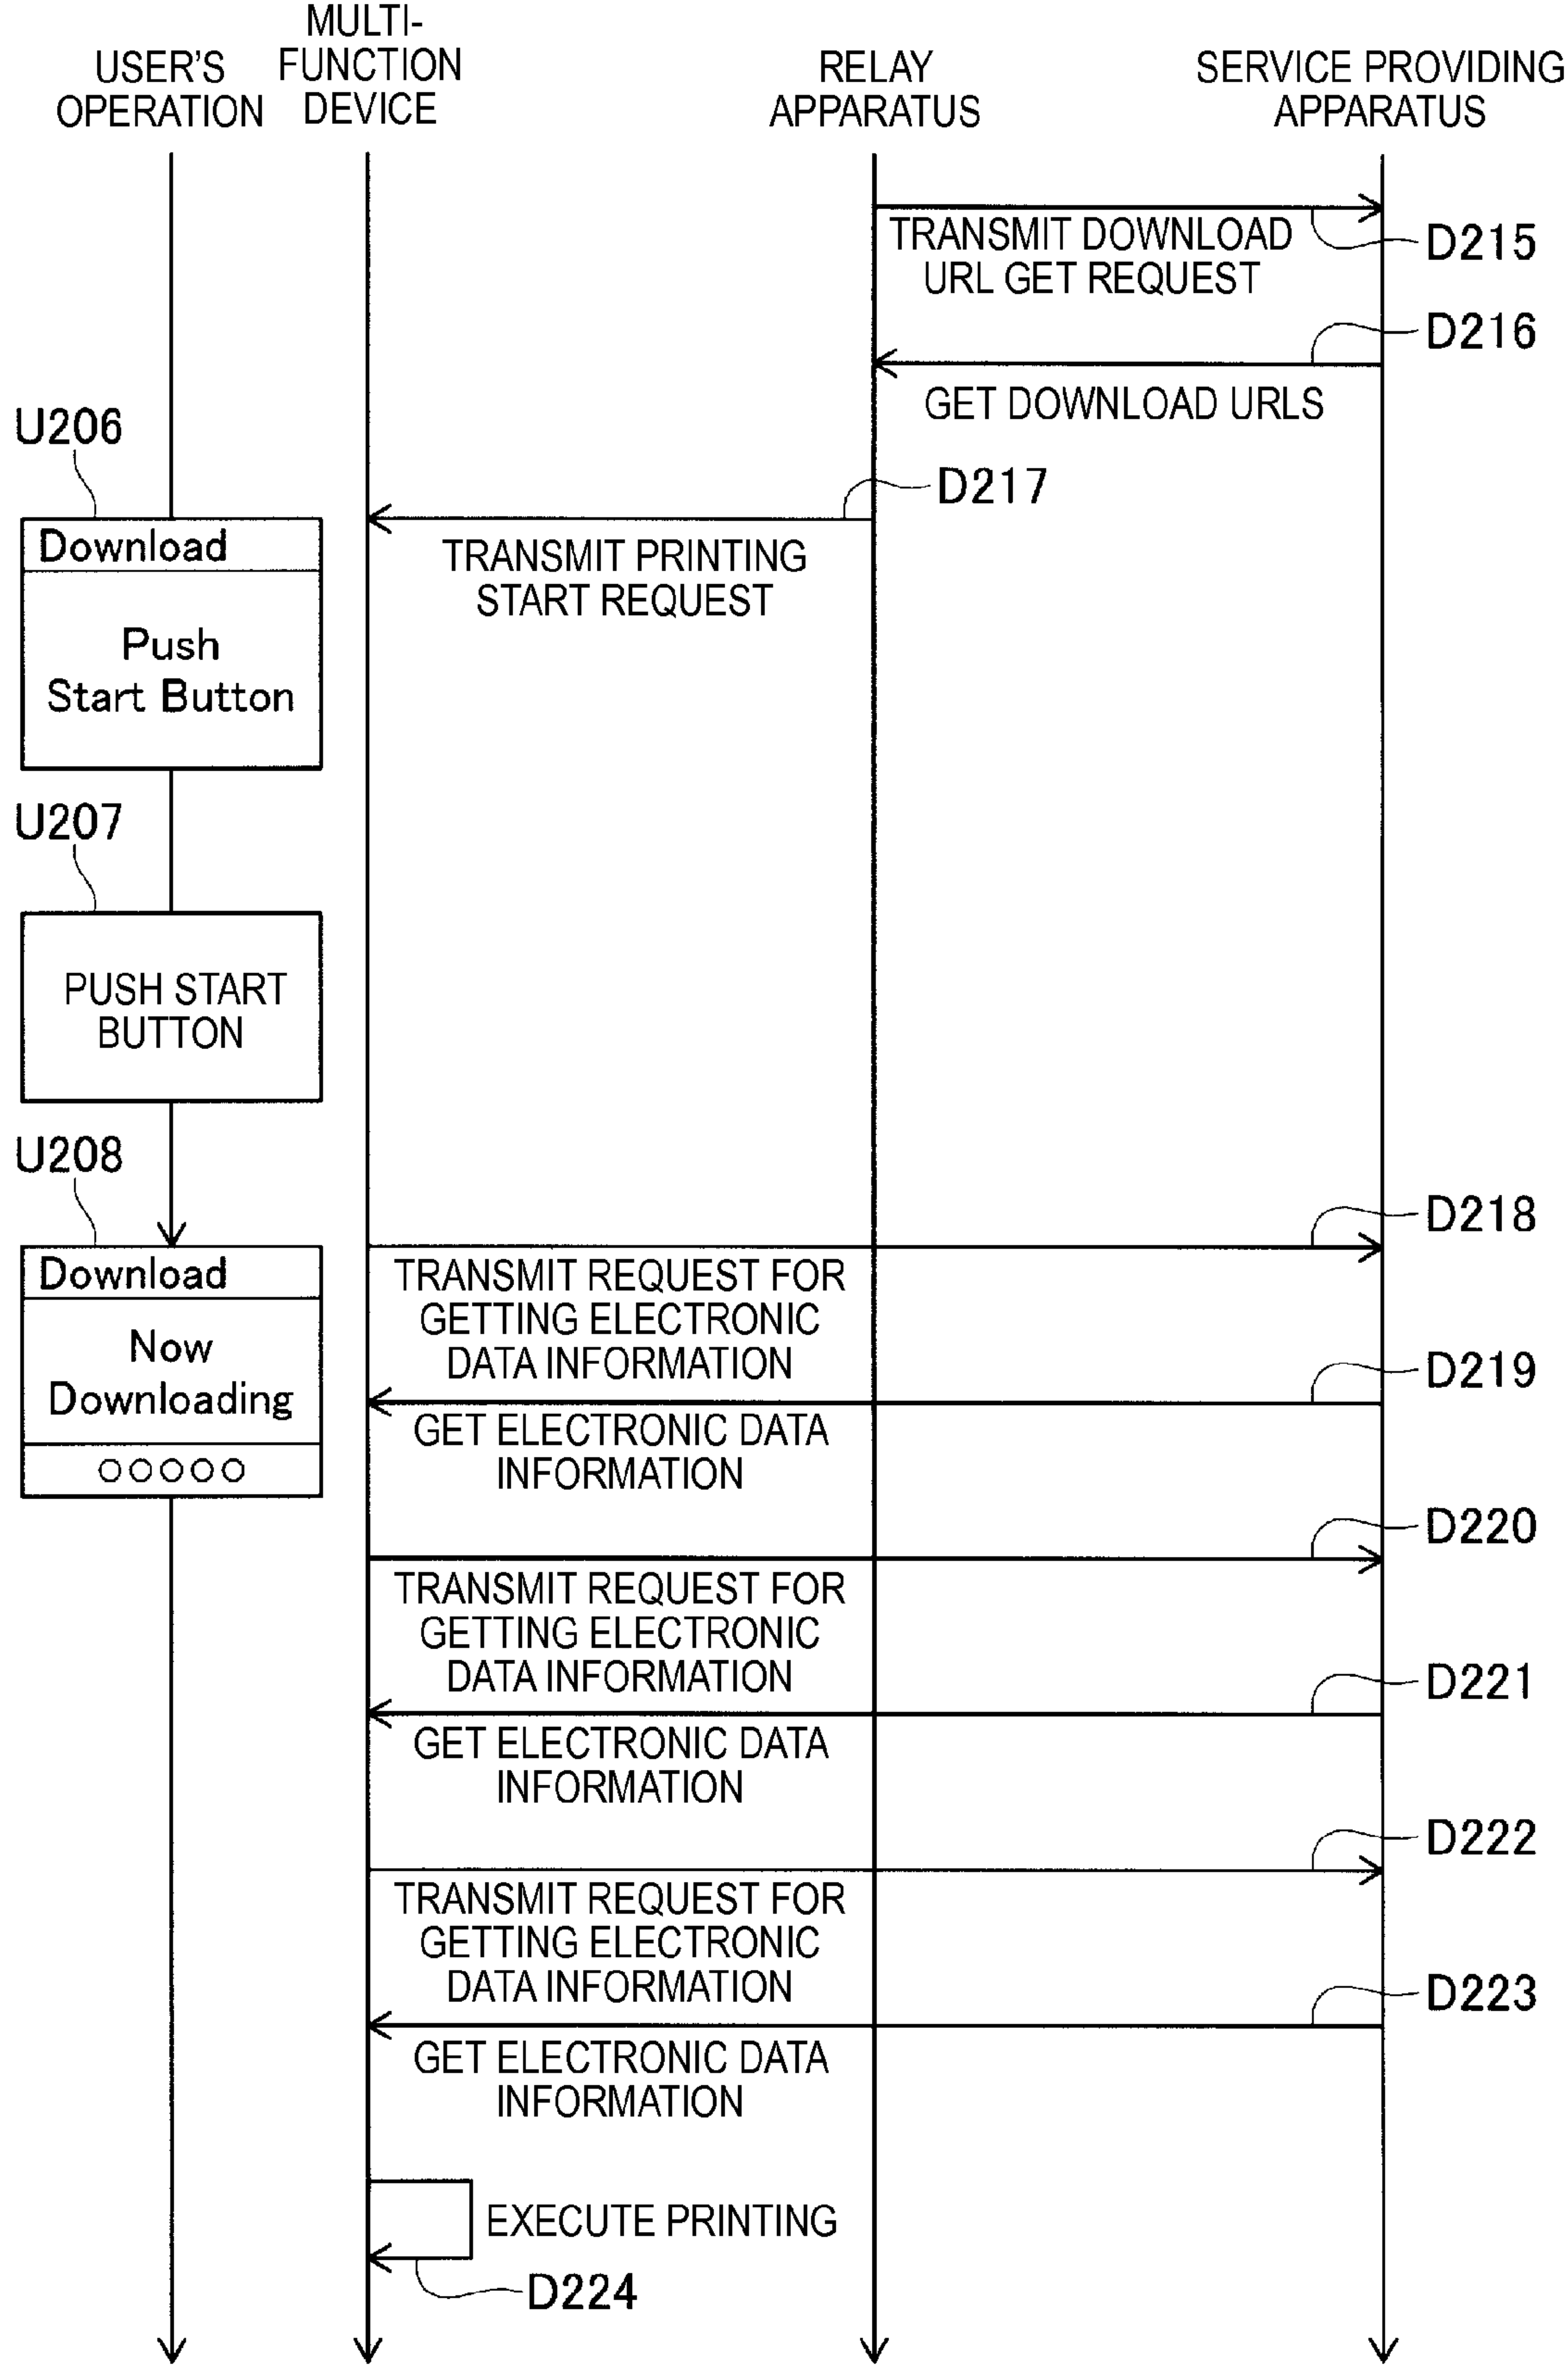 USER'S
OPERATION
MULTI-
FUNCTION
DEVICE
RELAY
APPARATUS
SERVICE PROVIDING
APPARATUS
TRANSMIT DOWNLOAD
URL GET REQUEST
D215
D216
GET DOWNLOAD URLS
U206
D217
Download
Push
Start Button
TRANSMIT PRINTING
START REQUEST
U207
PUSH START
BUTTON
U208
D218
Download
Now
Downloading
TRANSMIT REQUEST FOR
GETTING ELECTRONIC
DATA INFORMATION
D219
GET ELECTRONIC DATA
INFORMATION
D220
TRANSMIT REQUEST FOR
GETTING ELECTRONIC
DATA INFORMATION
D221
GET ELECTRONIC DATA
INFORMATION
D222
TRANSMIT REQUEST FOR
GETTING ELECTRONIC
DATA INFORMATION
D223
GET ELECTRONIC DATA
INFORMATION
EXECUTE PRINTING
D224